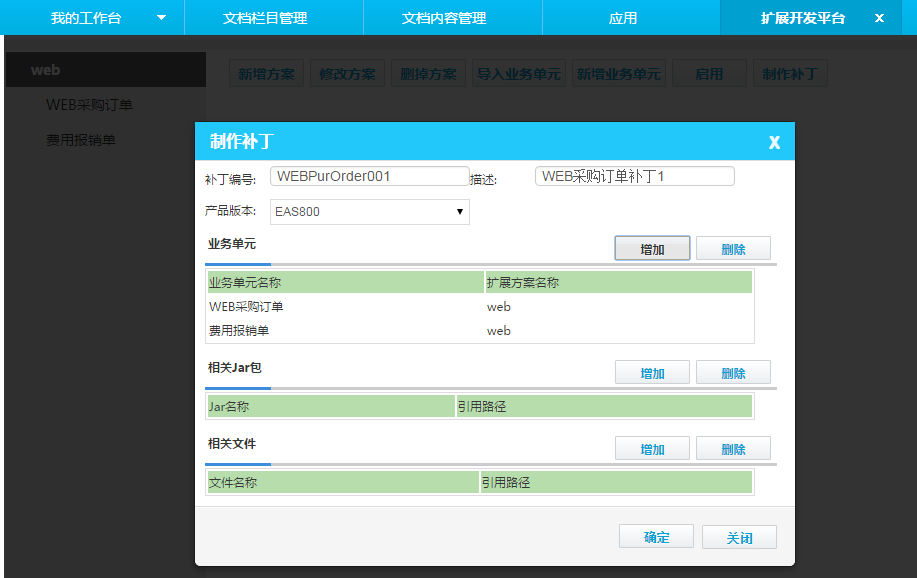 我的工作台 文档栏目管理 文档内容管理 应用 扩展开发平台 x
web 新增方案 修改方案 删掉方案 导入业务单元 新增业务单元 启用 制作补丁
WEB采购订单
费用报销单
制作补丁 X
补丁编号: WEBPurOrder001 描述: WEB采购订单补丁1
产品版本: EAS800
业务单元 增加 删除
业务单元名称 扩展方案名称
WEB采购订单 web
费用报销单 web
相关Jar包 增加 删除
Jar名称 引用路径
相关文件 增加 删除
文件名称 引用路径
确定 关闭